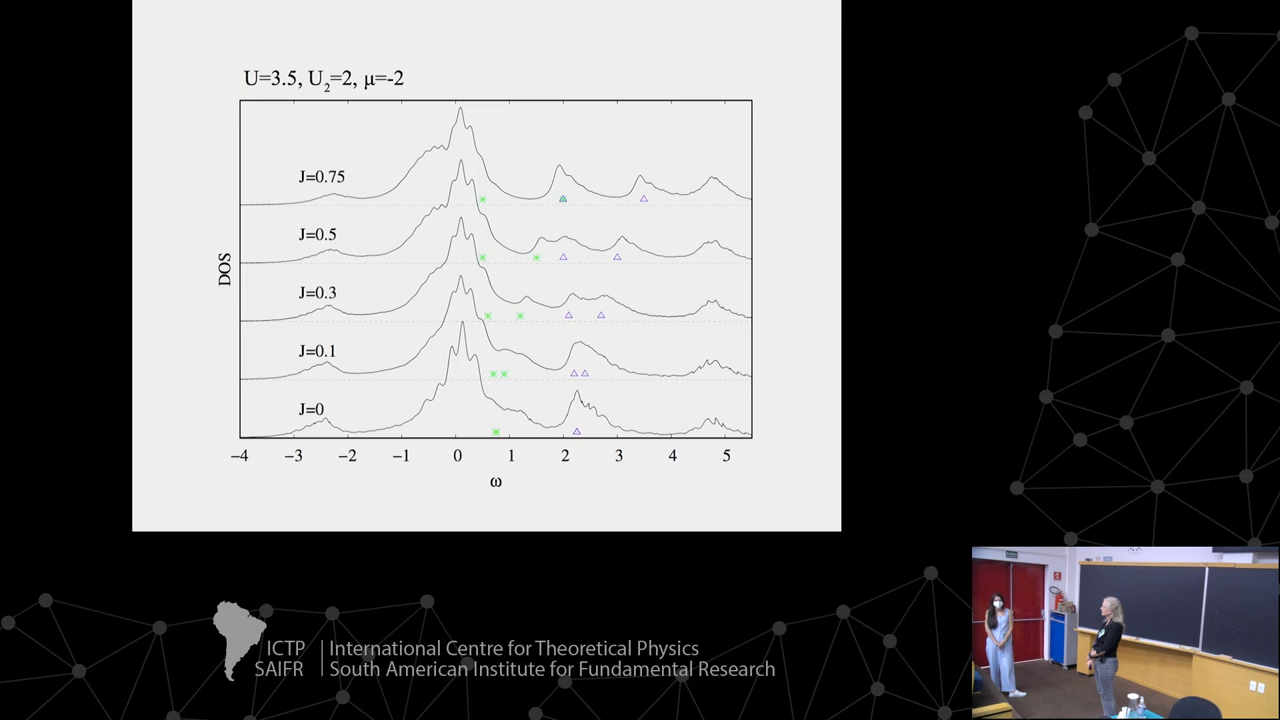 U=3.5, U2=2, μ=-2
J=0.75
J=0.5
DOS
J=0.3
J=0.1
J=0
−4 −3 −2 −1 0 1 2 3 4 5
ω
ICTP International Centre for Theoretical Physics
SAIFR South American Institute for Fundamental Research